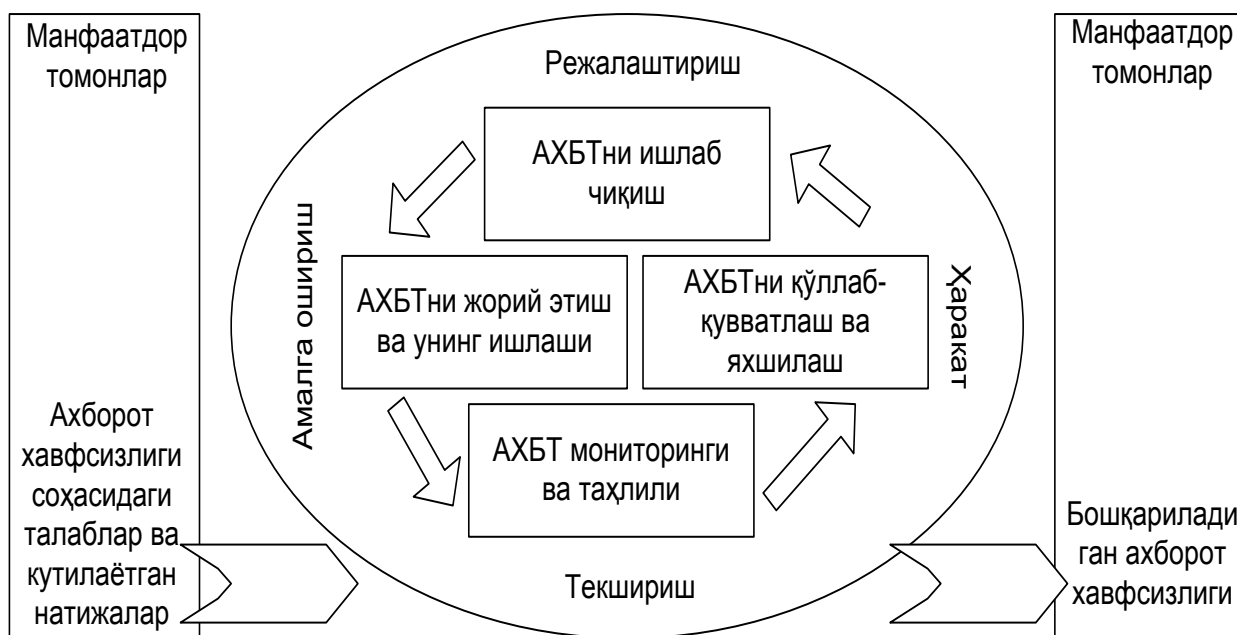 Манфаатдор
томонлар
Ахборот
хавфсизлиги
соҳасидаги
талаблар ва
кутилаётган
натижалар
Режалаштириш
АХБТни ишлаб
чиқиш
Амалга ошириш
АХБТни жорий этиш
ва унинг ишлаши
АХБТни қўллаб-
қувватлаш ва
яхшилаш
Ҳаракат
АХБТ мониторинги
ва таҳлили
Текшириш
Манфаатдор
томонлар
Бошқарилади
ган ахборот
хавфсизлиги